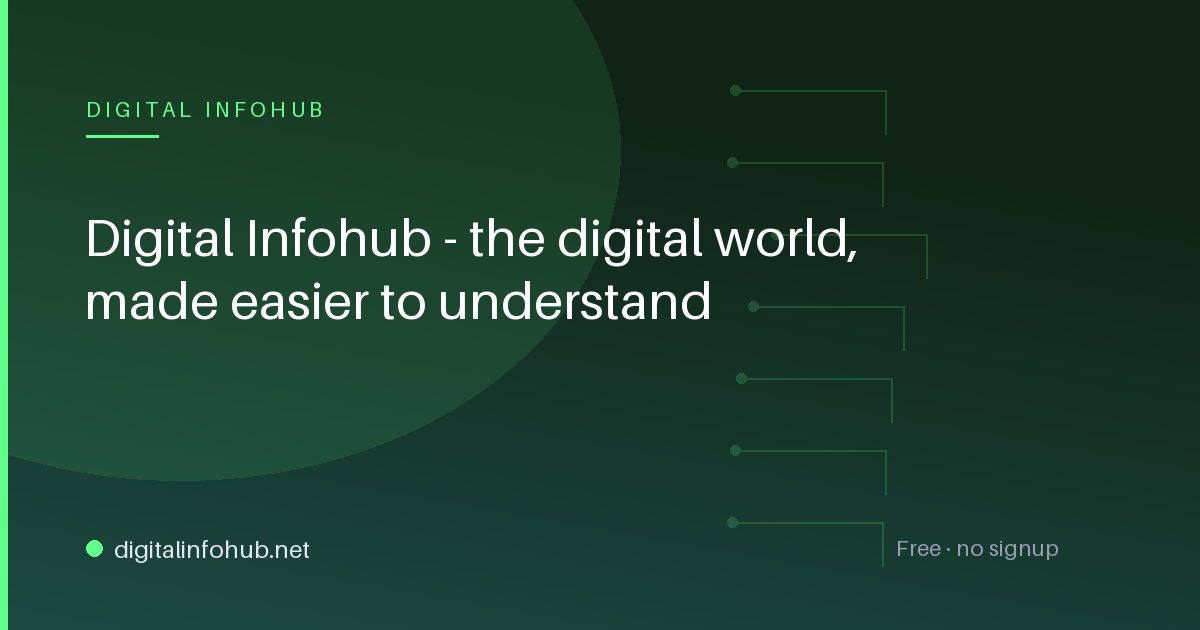 DIGITAL INFOHUB
Digital Infohub - the digital world,
made easier to understand
digitalinfohub.net
Free · no signup